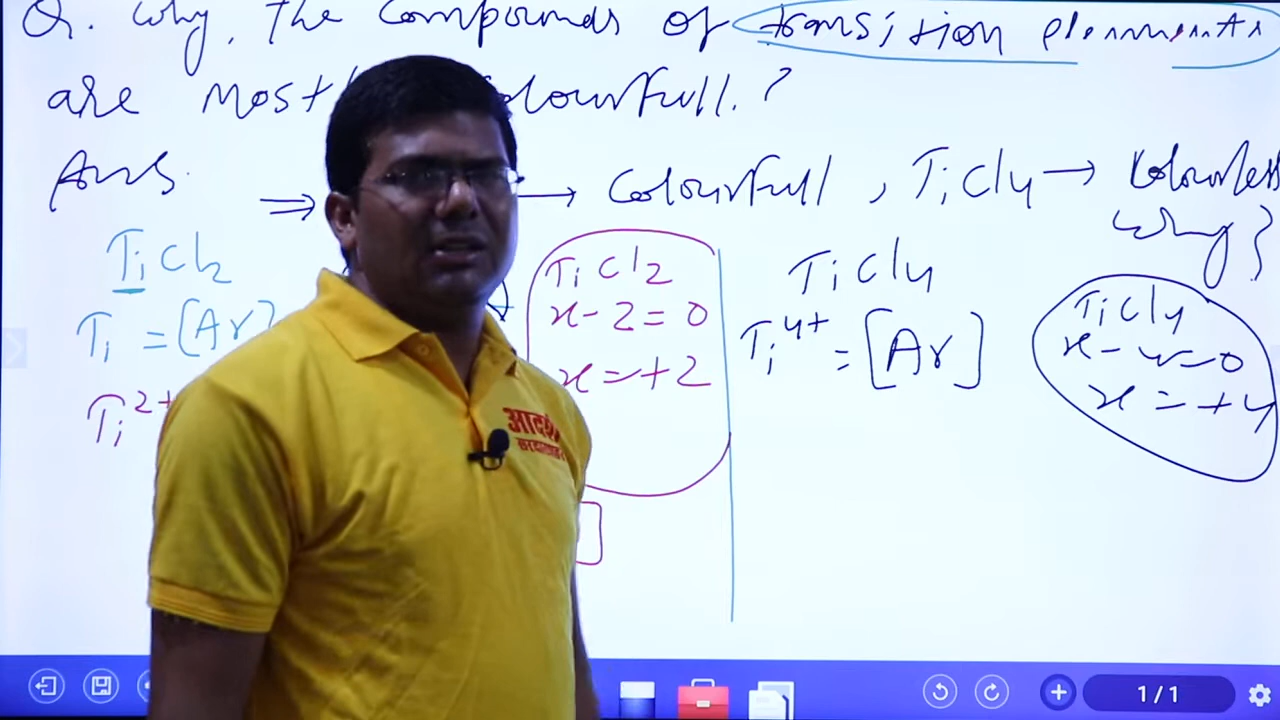 Q. Why, The Compounds of transition elements
are most colourfull.?
Ans.
⇒ → Colourfull , TiCl4 → Colourless
why?
TiCl2
Ti = [Ar]
Ti2+
TiCl2
x - 2 = 0
x = +2
TiCl4
Ti4+ = [Ar]
TiCl4
x - 4 = 0
x = +4
आदर्श
1/1